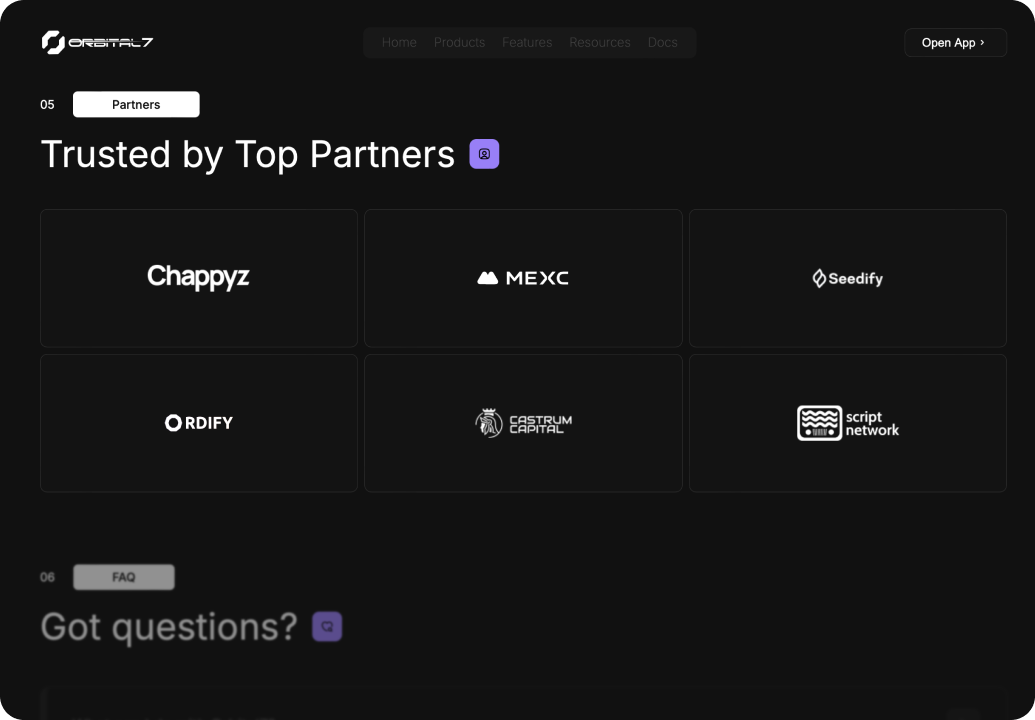 ORBITAL7
Home Products Features Resources Docs
Open App ›
05
Partners
Trusted by Top Partners
Chappyz
MEXC
Seedify
ORDIFY
CASTRUM
CAPITAL
script
network
06
FAQ
Got questions?